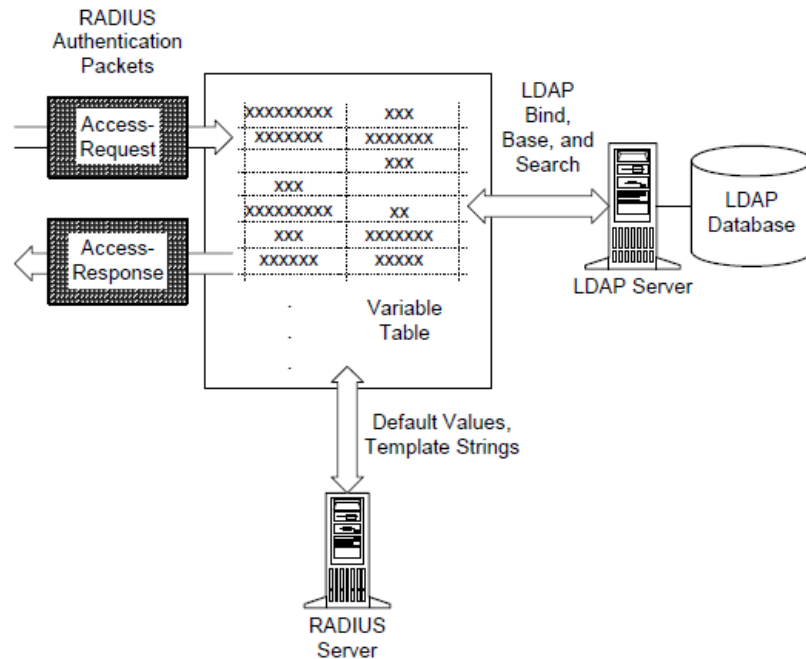 RADIUS
Authentication
Packets
Access-
Request
Access-
Response
xxxxxxxxx xxx
xxxxxxx xxxxxxx
xxx
xxx
xxxxxxxxx xx
xxx xxxxxxx
xxxxxx xxxxx
.
.
.
Variable
Table
LDAP
Bind,
Base, and
Search
LDAP
Database
LDAP Server
Default Values,
Template Strings
RADIUS
Server